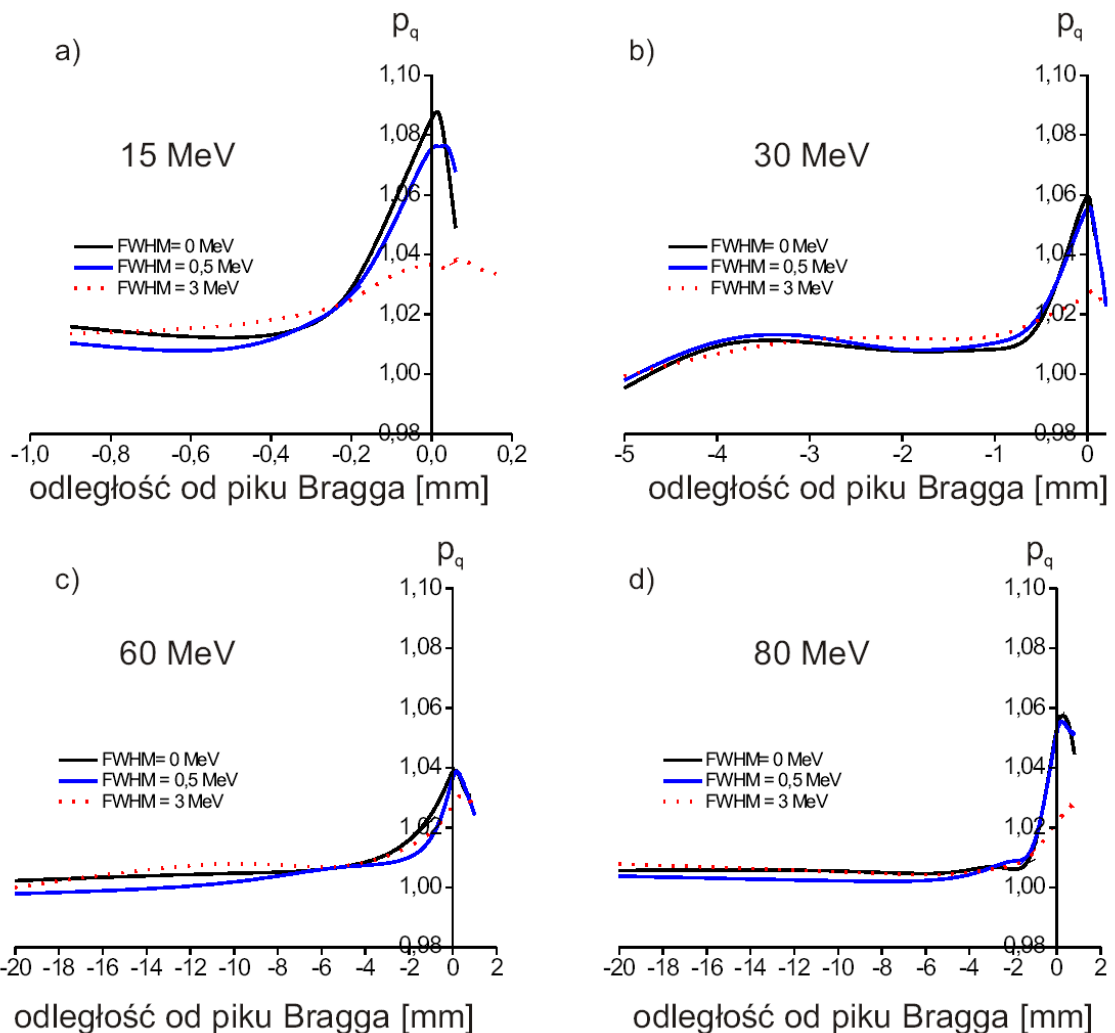 p_q
a)
1,10
1,08
15 MeV
1,06
FWHM= 0 MeV
FWHM = 0,5 MeV
FWHM = 3 MeV
1,04
1,02
1,00
0,98
-1,0 -0,8 -0,6 -0,4 -0,2 0,0 0,2
odległość od piku Bragga [mm]
p_q
b)
1,10
1,08
30 MeV
1,06
FWHM= 0 MeV
FWHM = 0,5 MeV
FWHM = 3 MeV
1,04
1,02
1,00
0,98
-5 -4 -3 -2 -1 0
odległość od piku Bragga [mm]
p_q
c)
1,10
1,08
60 MeV
1,06
FWHM= 0 MeV
FWHM = 0,5 MeV
FWHM = 3 MeV
1,04
1,02
1,00
0,98
-20 -18 -16 -14 -12 -10 -8 -6 -4 -2 0 2
odległość od piku Bragga [mm]
p_q
d)
1,10
1,08
80 MeV
1,06
FWHM= 0 MeV
FWHM = 0,5 MeV
FWHM = 3 MeV
1,04
1,02
1,00
0,98
-20 -18 -16 -14 -12 -10 -8 -6 -4 -2 0 2
odległość od piku Bragga [mm]